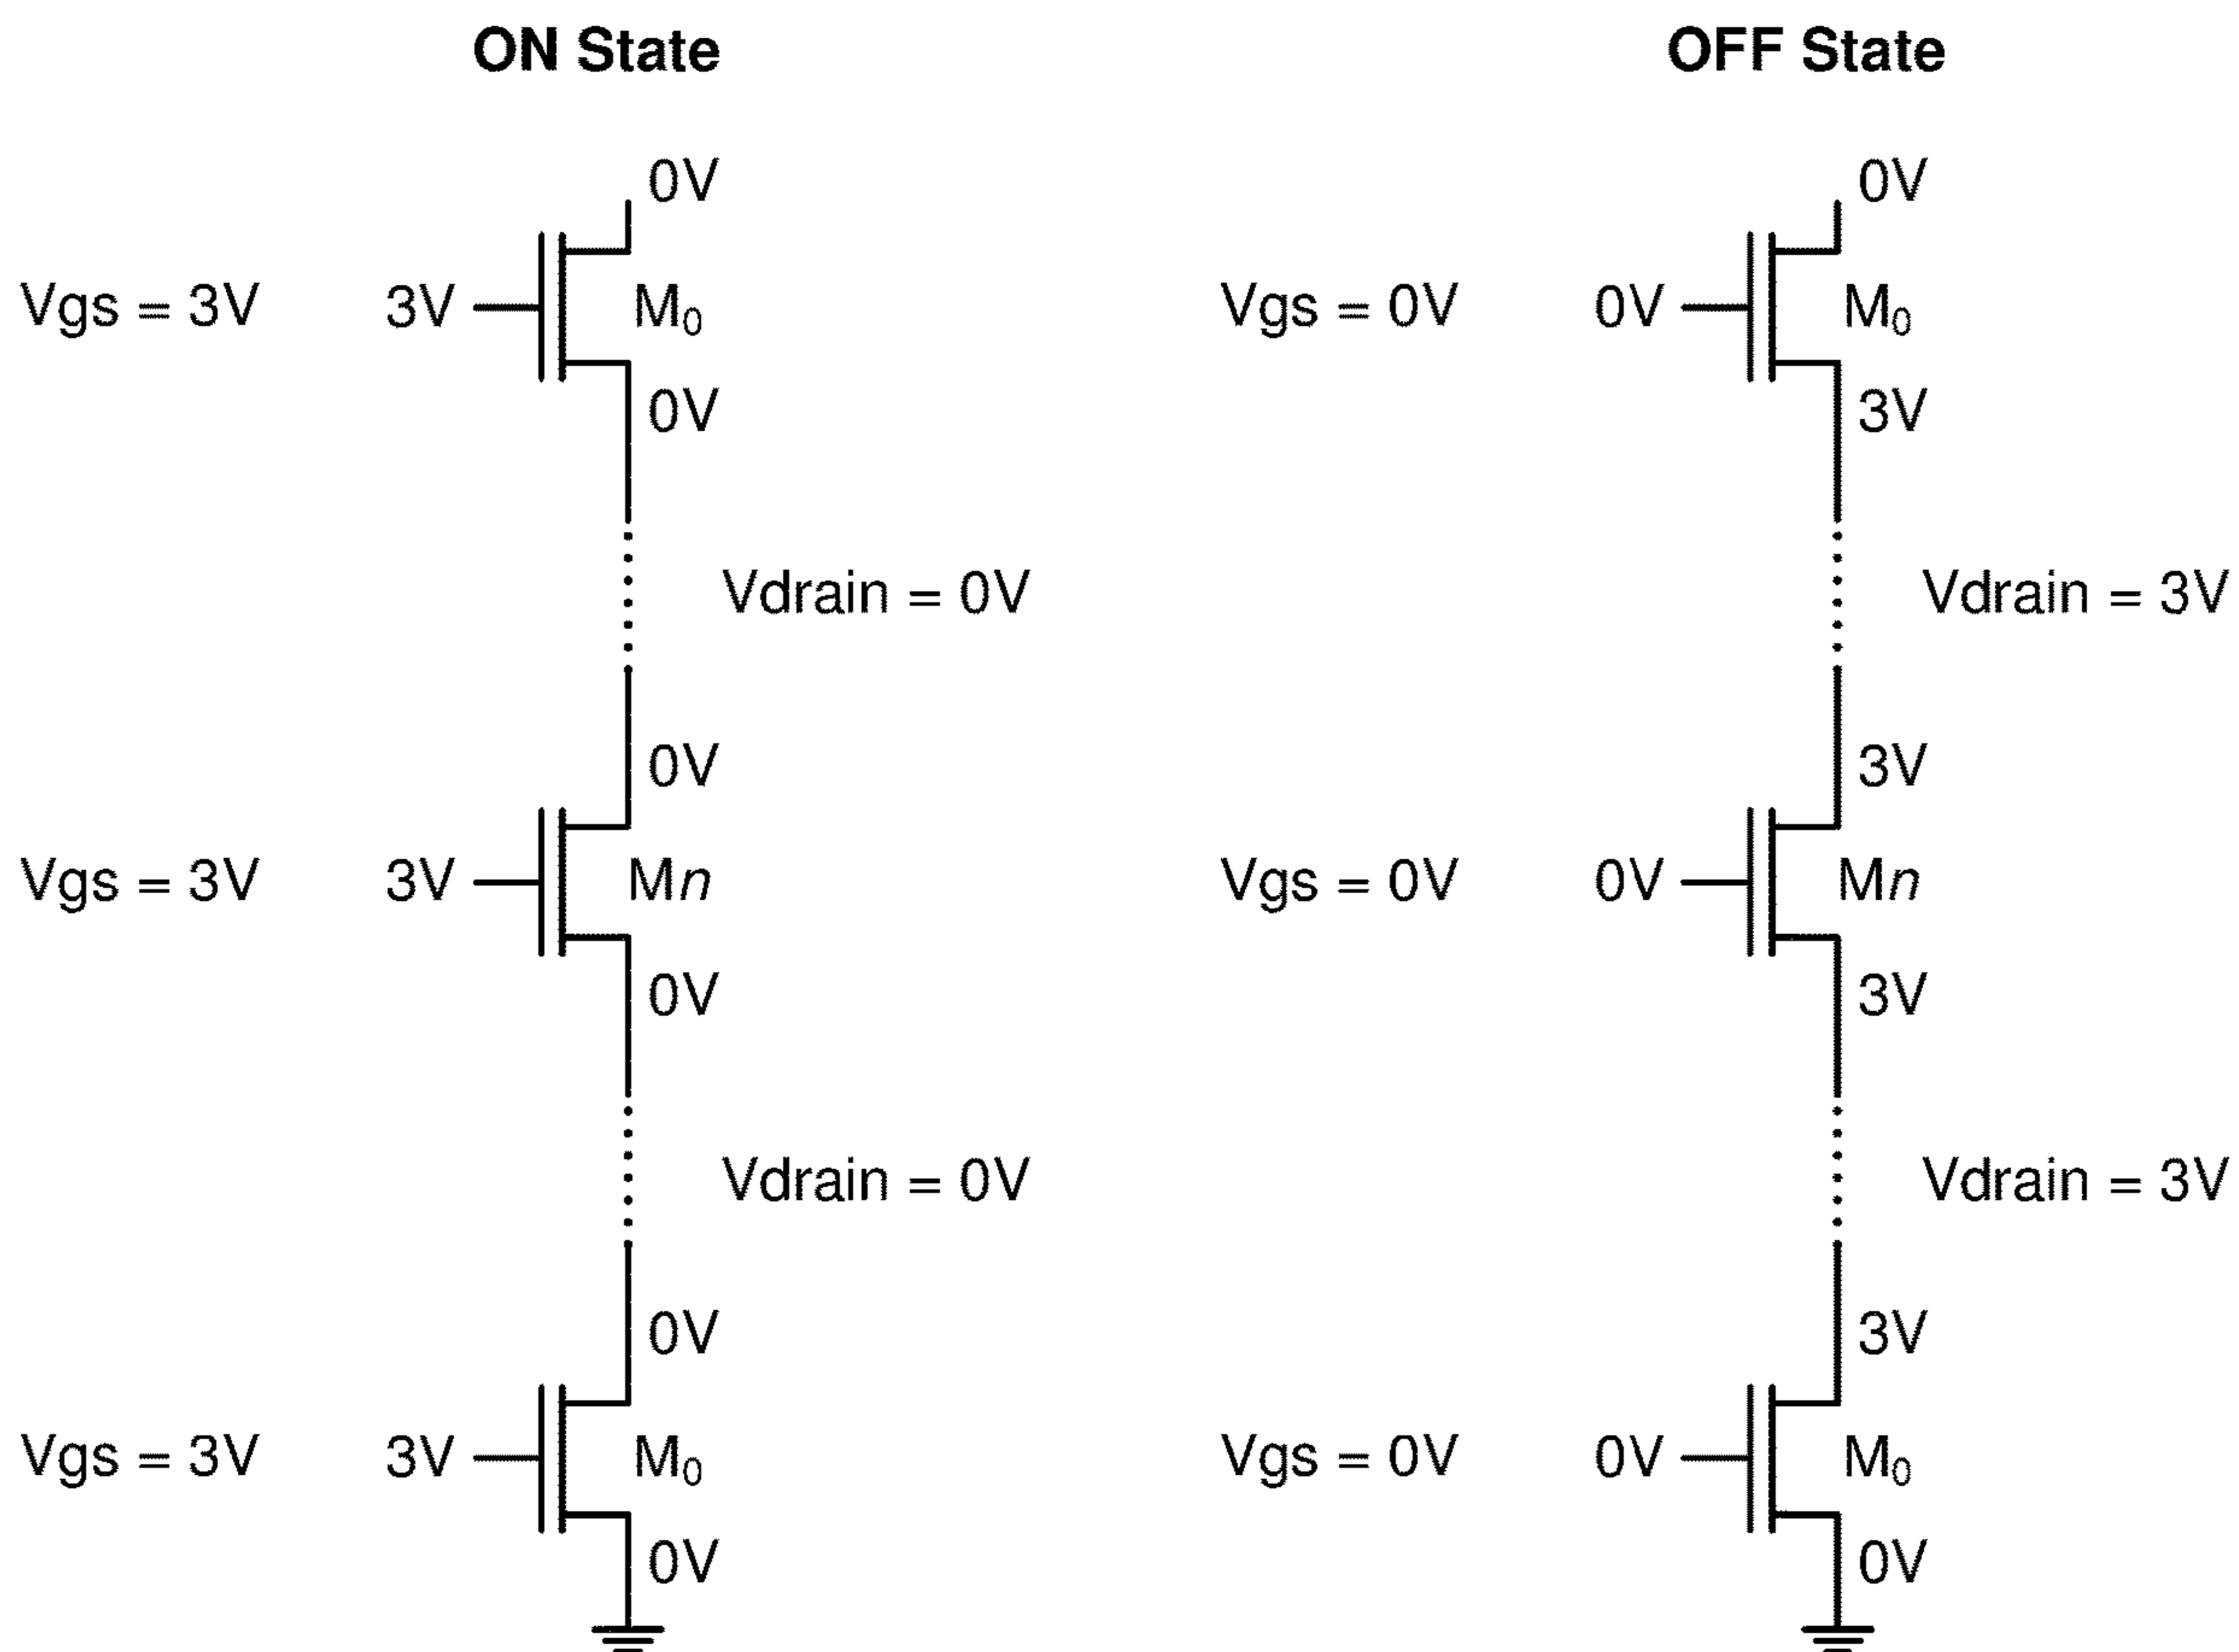 ON State
0V
Vgs = 3V 3V M₀
0V
Vdrain = 0V
0V
Vgs = 3V 3V Mn
0V
Vdrain = 0V
0V
Vgs = 3V 3V M₀
0V
OFF State
0V
Vgs = 0V 0V M₀
3V
Vdrain = 3V
3V
Vgs = 0V 0V Mn
3V
Vdrain = 3V
3V
Vgs = 0V 0V M₀
0V